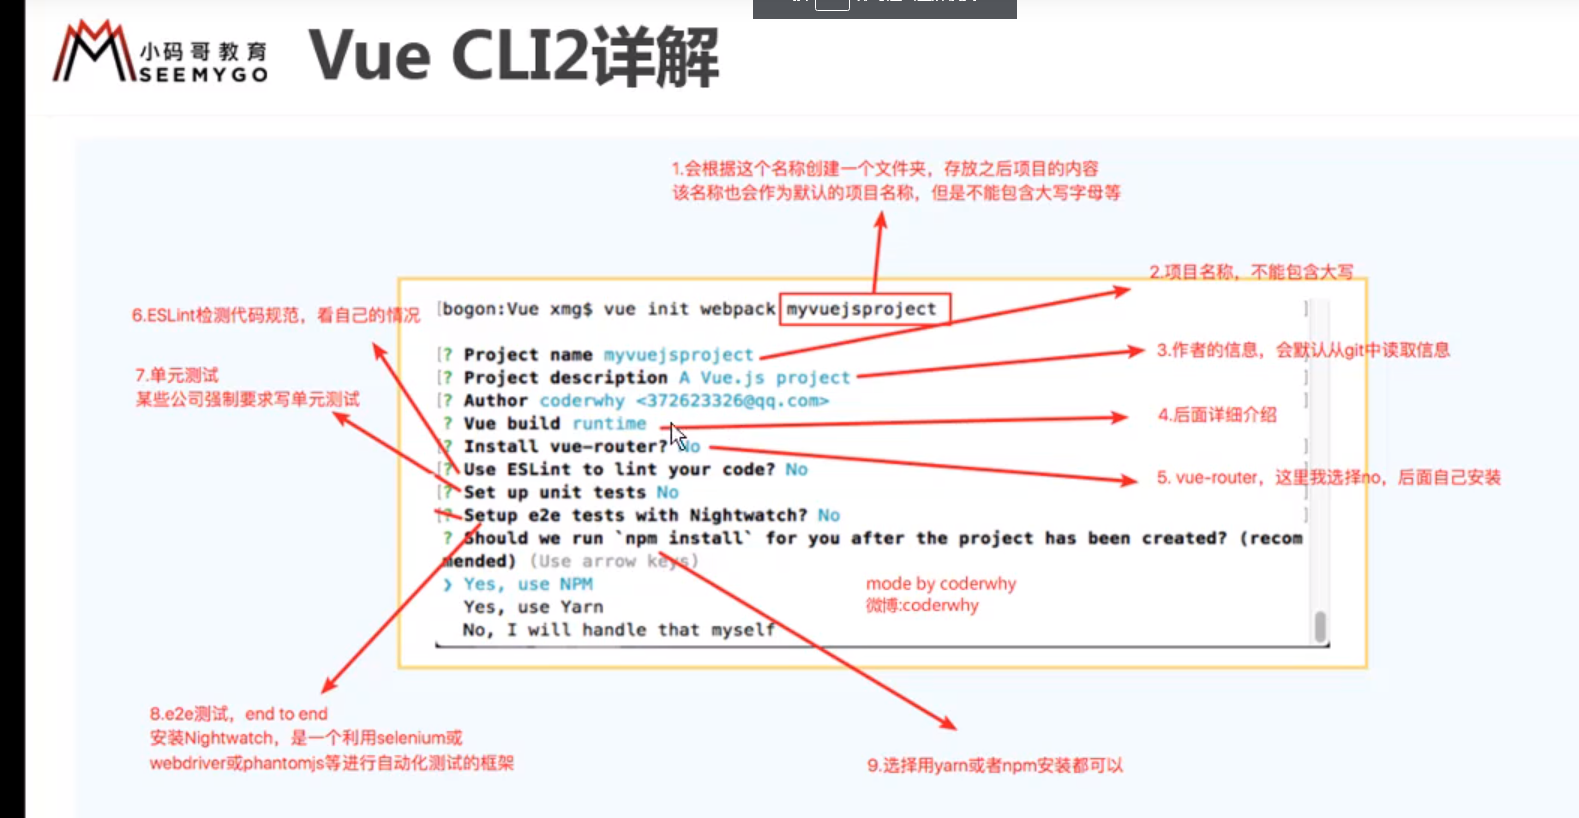 小码哥教育
SEEMYGO
Vue CLI2详解
1.会根据这个名称创建一个文件夹，存放之后项目的内容
该名称也会作为默认的项目名称，但是不能包含大写字母等
2.项目名称，不能包含大写
6.ESLint检测代码规范，看自己的情况
[bogon:Vue xmg$ vue init webpack myvuejsproject ]
[? Project name myvuejsproject
3.作者的信息，会默认从git中读取信息
7.单元测试
某些公司强制要求写单元测试
[? Project description A Vue.js project ]
[? Author coderwhy <372623326@qq.com> ]
? Vue build runtime
4.后面详细介绍
[? Install vue-router? No ]
[? Use ESLint to lint your code? No ]
5. vue-router，这里我选择no，后面自己安装
[? Set up unit tests No ]
[? Setup e2e tests with Nightwatch? No ]
? Should we run `npm install` for you after the project has been created? (recom
mended) (Use arrow keys)
❯ Yes, use NPM
Yes, use Yarn
No, I will handle that myself
mode by coderwhy
微博:coderwhy
8.e2e测试，end to end
安装Nightwatch，是一个利用selenium或
webdriver或phantomjs等进行自动化测试的框架
9.选择用yarn或者npm安装都可以